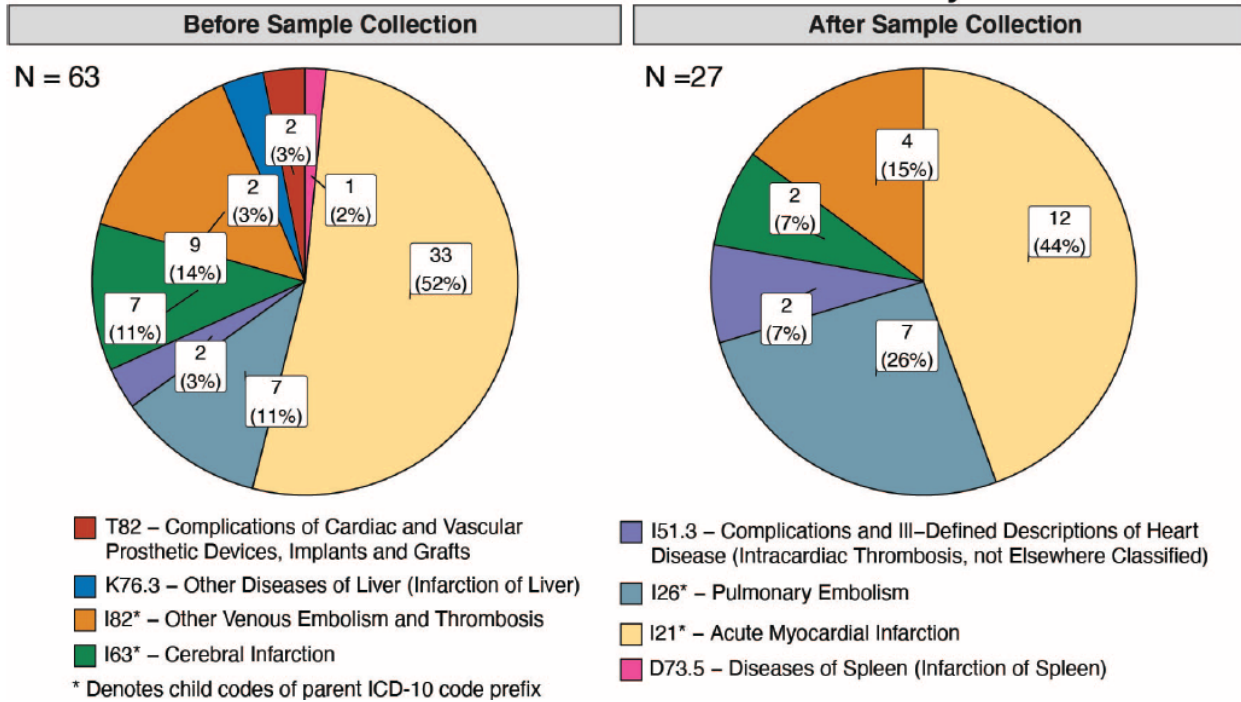 Before Sample Collection
After Sample Collection
N = 63
N =27
2
(3%)
1
(2%)
2
(3%)
9
(14%)
33
(52%)
7
(11%)
2
(3%)
7
(11%)
4
(15%)
2
(7%)
12
(44%)
2
(7%)
7
(26%)
T82 – Complications of Cardiac and Vascular
Prosthetic Devices, Implants and Grafts
K76.3 – Other Diseases of Liver (Infarction of Liver)
I82* – Other Venous Embolism and Thrombosis
I63* – Cerebral Infarction
* Denotes child codes of parent ICD-10 code prefix
I51.3 – Complications and Ill–Defined Descriptions of Heart
Disease (Intracardiac Thrombosis, not Elsewhere Classified)
I26* – Pulmonary Embolism
I21* – Acute Myocardial Infarction
D73.5 – Diseases of Spleen (Infarction of Spleen)